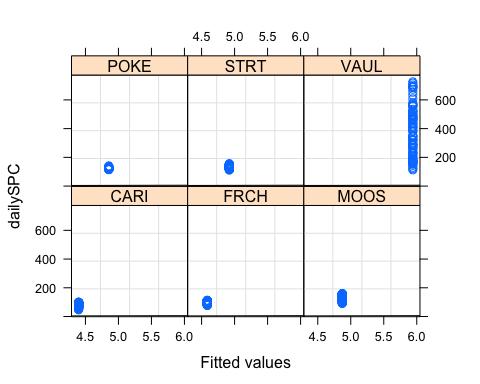 4.5 5.0 5.5 6.0
POKE STRT VAUL
600
400
200
CARI FRCH MOOS
600
400
200
dailySPC
4.5 5.0 5.5 6.0 4.5 5.0 5.5 6.0
Fitted values